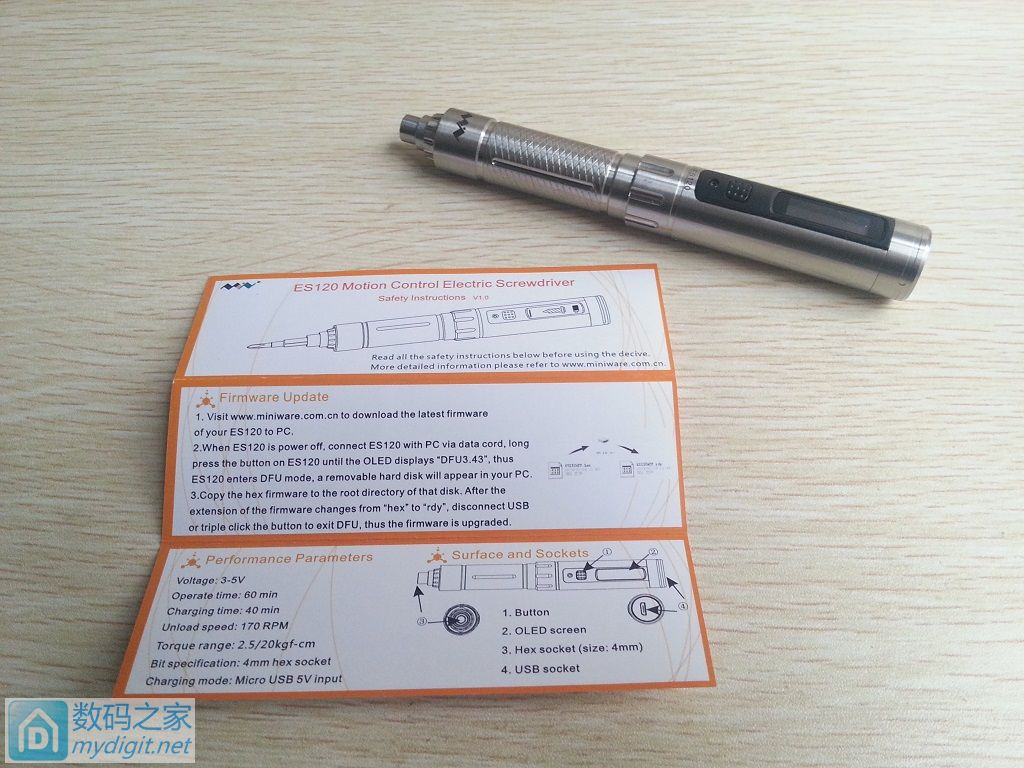 ES120
ES120 Motion Control Electric Screwdriver
Safety Instructions V1.0
Read all the safety instructions below before using the decive.
More detailed information please refer to www.miniware.com.cn.
Firmware Update
1. Visit www.miniware.com.cn to download the latest firmware
of your ES120 to PC.
2.When ES120 is power off, connect ES120 with PC via data cord, long
press the button on ES120 until the OLED displays “DFU3.43”, thus
ES120 enters DFU mode, a removable hard disk will appear in your PC.
3.Copy the hex firmware to the root directory of that disk. After the
extension of the firmware changes from “hex” to “rdy”, disconnect USB
or triple click the button to exit DFU, thus the firmware is upgraded.
Performance Parameters
Voltage: 3-5V
Operate time: 60 min
Charging time: 40 min
Unload speed: 170 RPM
Torque range: 2.5/20kgf-cm
Bit specification: 4mm hex socket
Charging mode: Micro USB 5V input
Surface and Sockets
① ②
③ ④
1. Button
2. OLED screen
3. Hex socket (size: 4mm)
4. USB socket
数码之家
mydigit.net